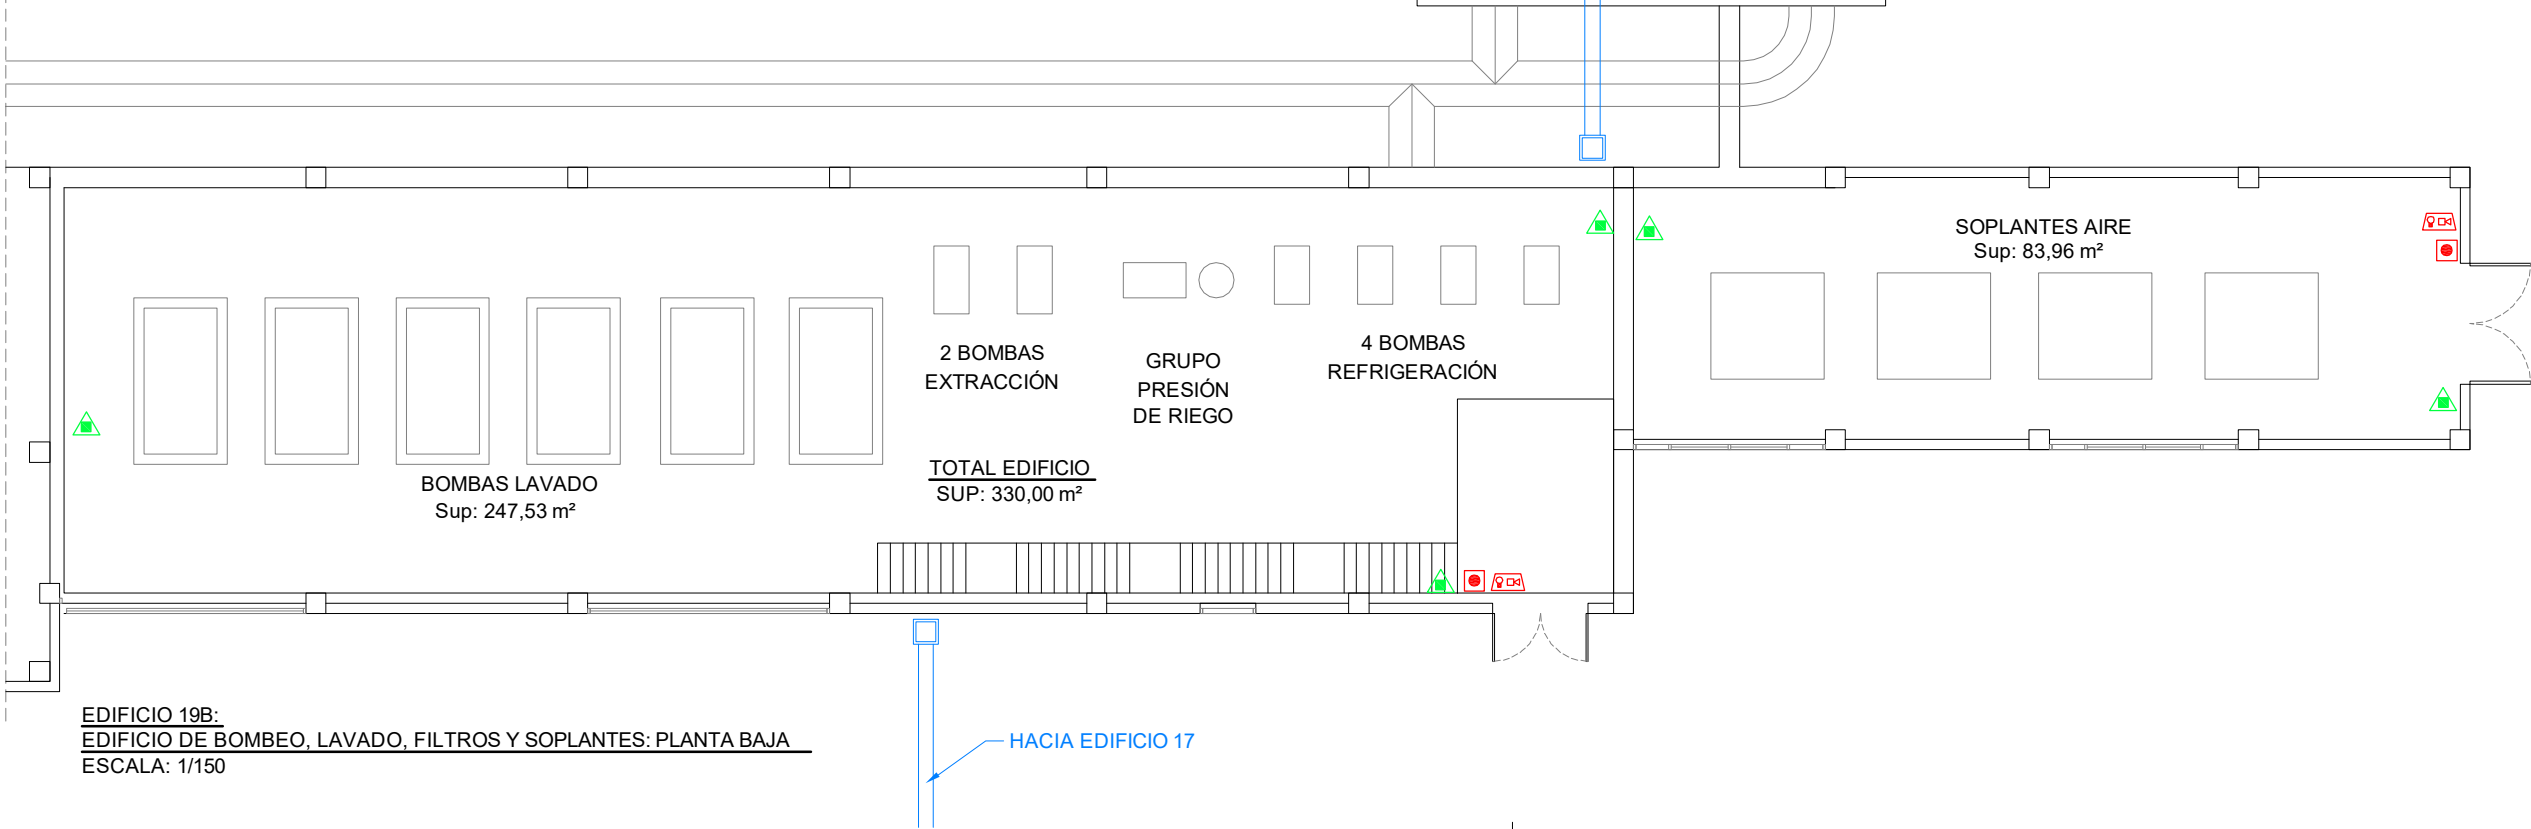 SOPLANTES AIRE
Sup: 83,96 m²
2 BOMBAS
EXTRACCIÓN
GRUPO
PRESIÓN
DE RIEGO
4 BOMBAS
REFRIGERACIÓN
BOMBAS LAVADO
Sup: 247,53 m²
TOTAL EDIFICIO
SUP: 330,00 m²
EDIFICIO 19B:
EDIFICIO DE BOMBEO, LAVADO, FILTROS Y SOPLANTES: PLANTA BAJA
ESCALA: 1/150
HACIA EDIFICIO 17